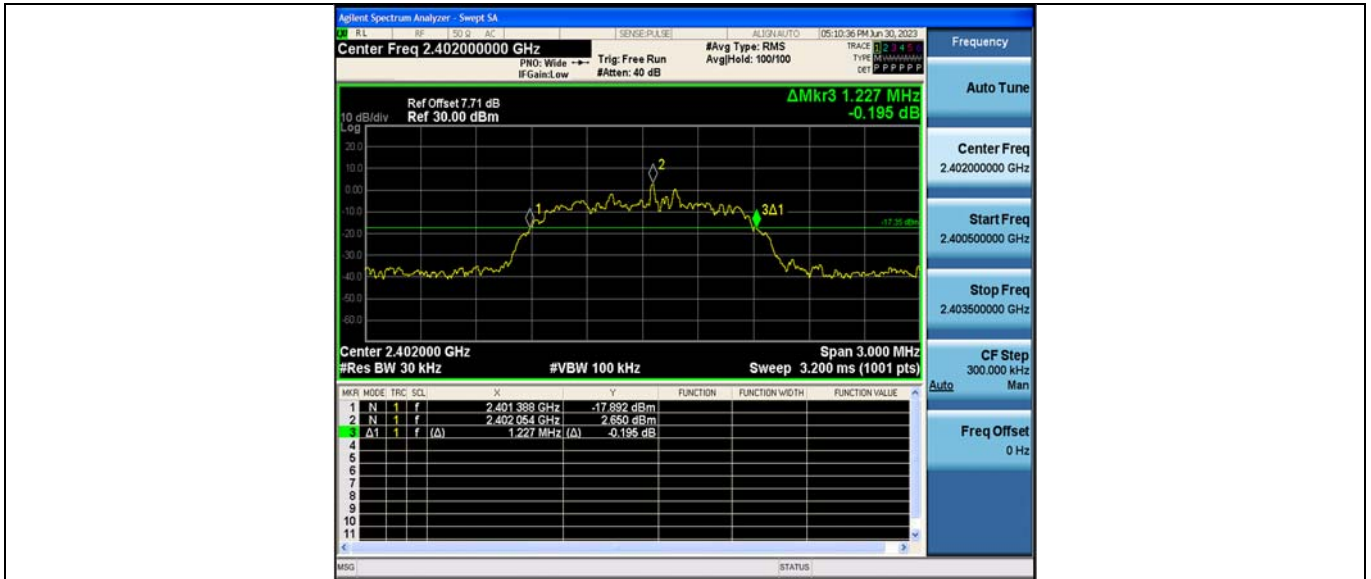 Agilent Spectrum Analyzer - Swept SA
RL RF 50 Ω AC SENSE:PULSE ALIGNAUTO 05:10:36 PM Jun 30, 2023
Center Freq 2.402000000 GHz
PNO: Wide
IFGain:Low
Trig: Free Run
#Atten: 40 dB
#Avg Type: RMS
Avg|Hold: 100/100
TRACE 1 2 3 4 5 6
TYPE
DET P P P P P P
ΔMkr3 1.227 MHz
-0.195 dB
Ref Offset 7.71 dB
10 dB/div Ref 30.00 dBm
Log
20.0
10.0
0.00
-10.0
-20.0
-30.0
-40.0
-50.0
-60.0
1
2
3Δ1
-17.35 dBm
Center 2.402000 GHz Span 3.000 MHz
#Res BW 30 kHz #VBW 100 kHz Sweep 3.200 ms (1001 pts)
MKR MODE TRC SCL X Y FUNCTION FUNCTION WIDTH FUNCTION VALUE
1 N 1 f 2.401 388 GHz -17.892 dBm
2 N 1 f 2.402 054 GHz 2.650 dBm
3 Δ1 1 f (Δ) 1.227 MHz (Δ) -0.195 dB
4
5
6
7
8
9
10
11
MSG STATUS
Frequency
Auto Tune
Center Freq
2.402000000 GHz
Start Freq
2.400500000 GHz
Stop Freq
2.403500000 GHz
CF Step
300.000 kHz
Auto Man
Freq Offset
0 Hz